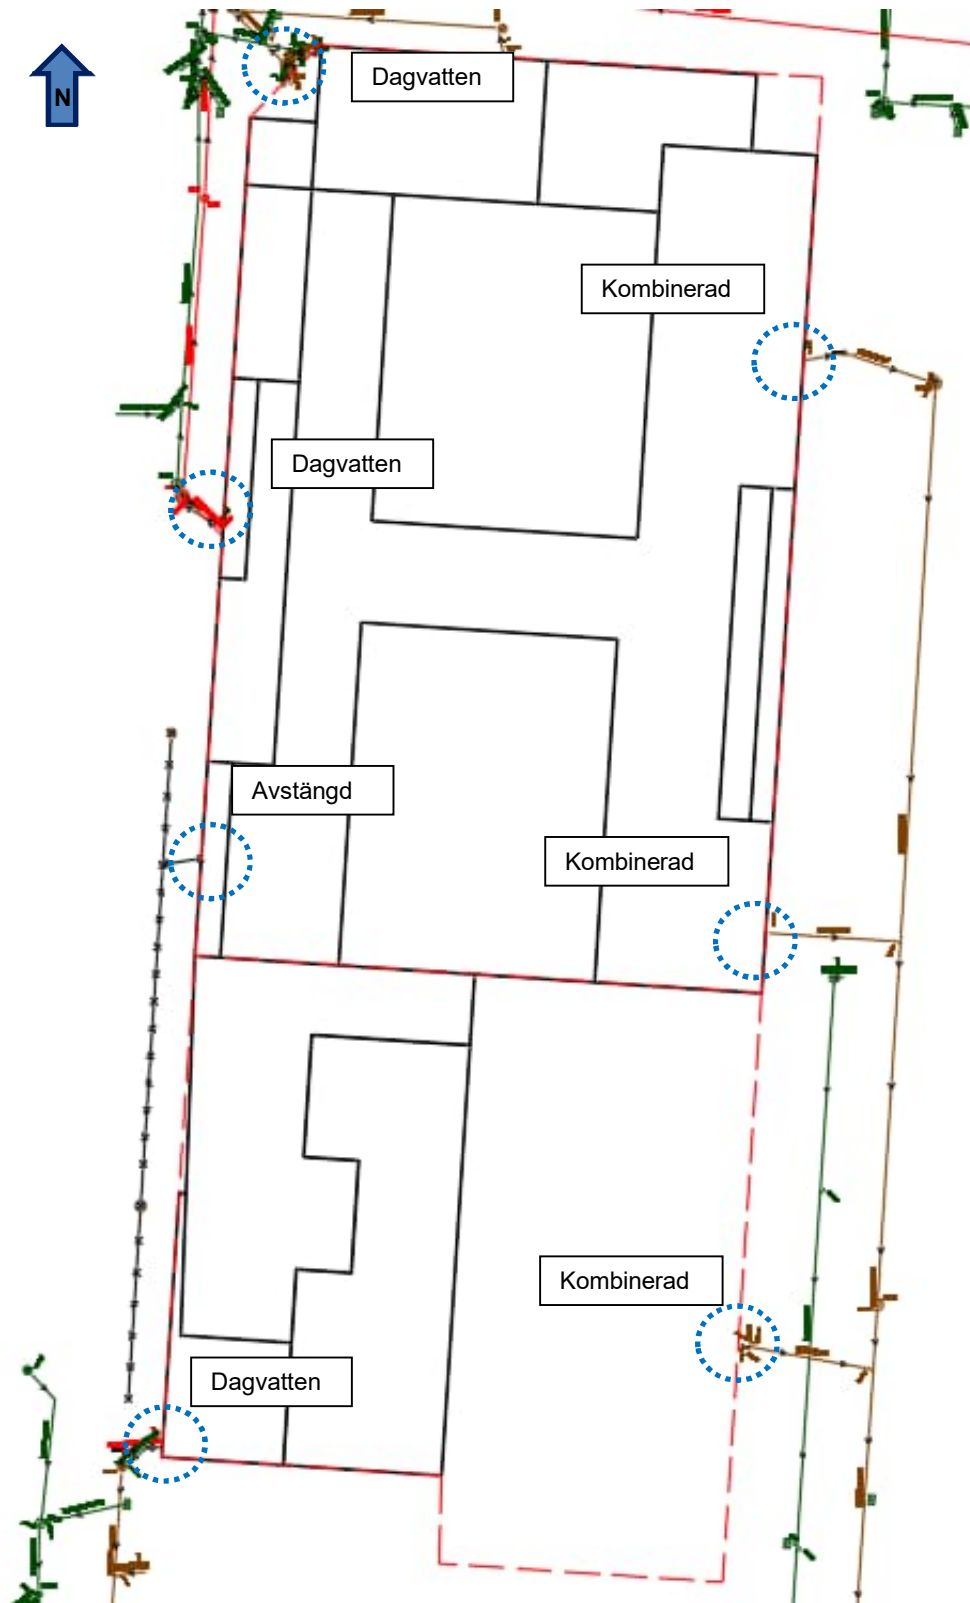 Dagvatten
N
Kombinerad
Dagvatten
Avstängd
Kombinerad
Kombinerad
Dagvatten